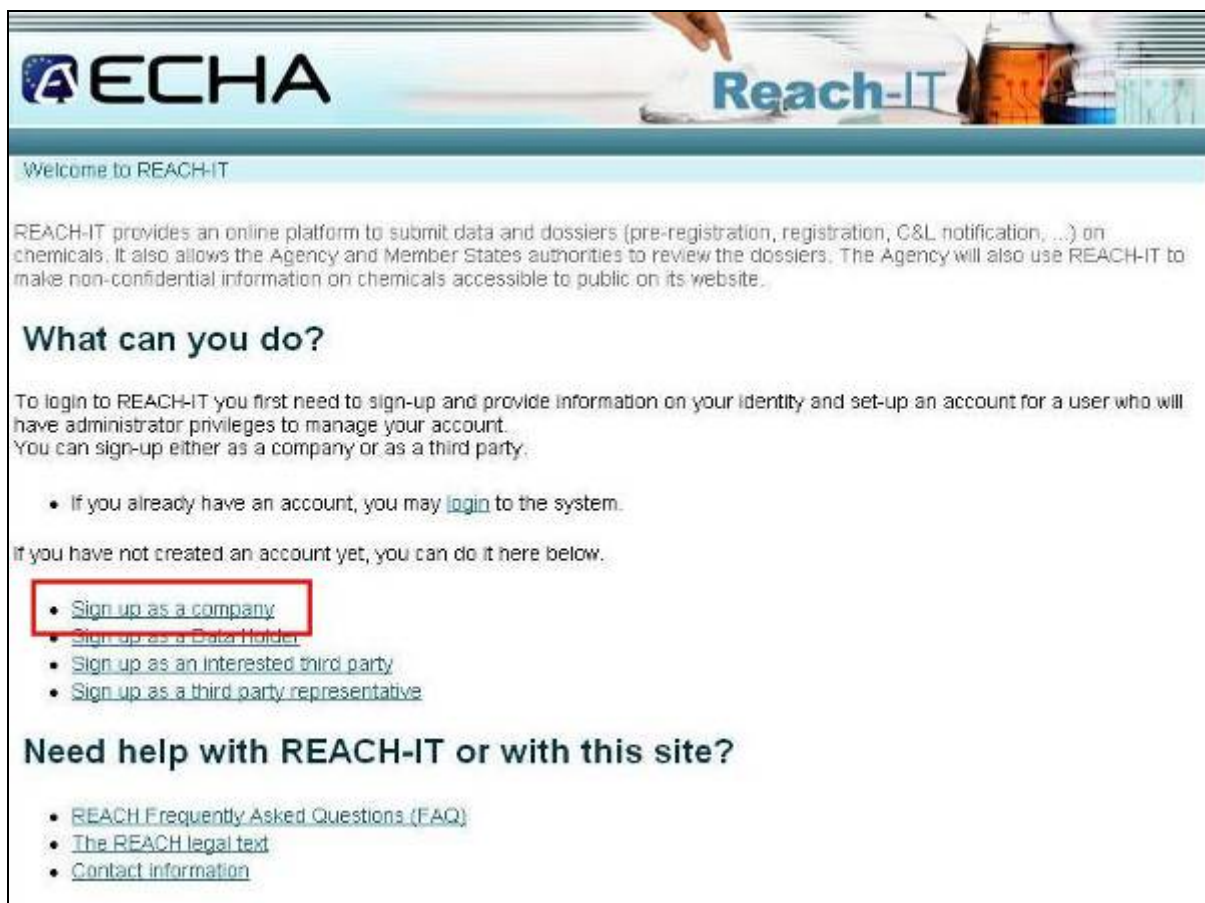 ECHA
Reach-IT
Welcome to REACH-IT
REACH-IT provides an online platform to submit data and dossiers (pre-registration, registration, C&L notification, ...) on
chemicals. It also allows the Agency and Member States authorities to review the dossiers. The Agency will also use REACH-IT to
make non-confidential information on chemicals accessible to public on its website.
What can you do?
To login to REACH-IT you first need to sign-up and provide information on your identity and set-up an account for a user who will
have administrator privileges to manage your account.
You can sign-up either as a company or as a third party.
• If you already have an account, you may login to the system.
If you have not created an account yet, you can do it here below.
• Sign up as a company
• Sign up as a Data Holder
• Sign up as an interested third party
• Sign up as a third party representative
Need help with REACH-IT or with this site?
• REACH Frequently Asked Questions (FAQ)
• The REACH legal text
• Contact information